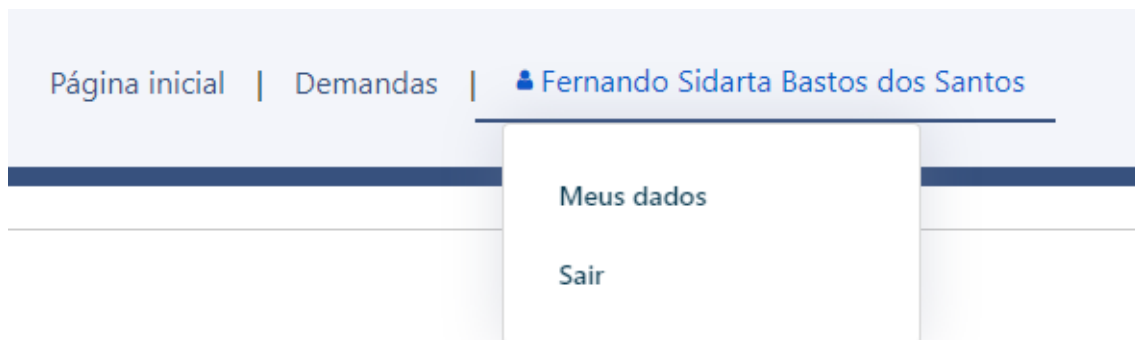 Página inicial | Demandas | Fernando Sidarta Bastos dos Santos
Meus dados
Sair